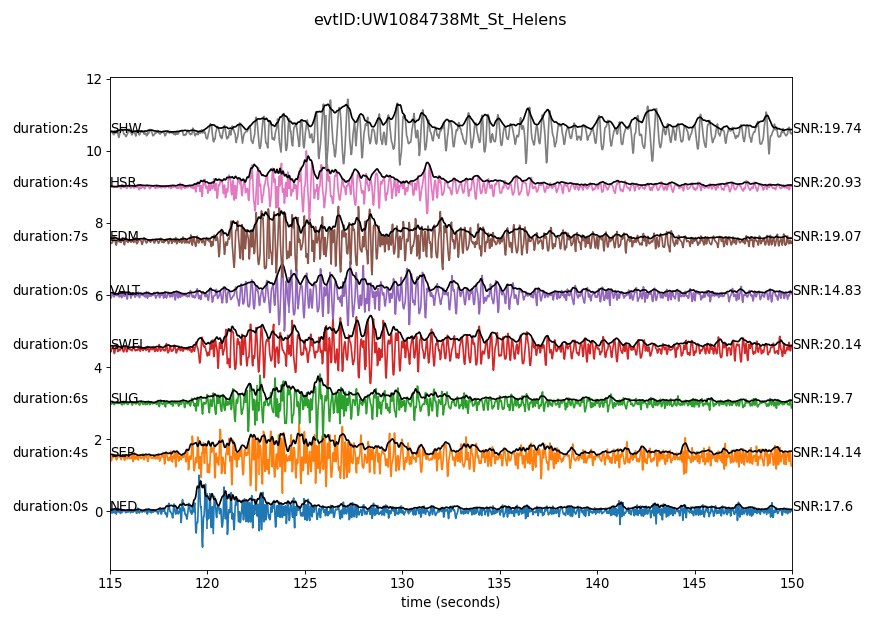 evtID:UW1084738Mt_St_Helens
12
duration:2s SHW SNR:19.74
10
duration:4s HSR SNR:20.93
8
duration:7s EDM SNR:19.07
duration:0s VALT SNR:14.83
6
duration:0s SWFL SNR:20.14
4
duration:6s SUG SNR:19.7
2
duration:4s SEP SNR:14.14
duration:0s NED SNR:17.6
0
115 120 125 130 135 140 145 150
time (seconds)